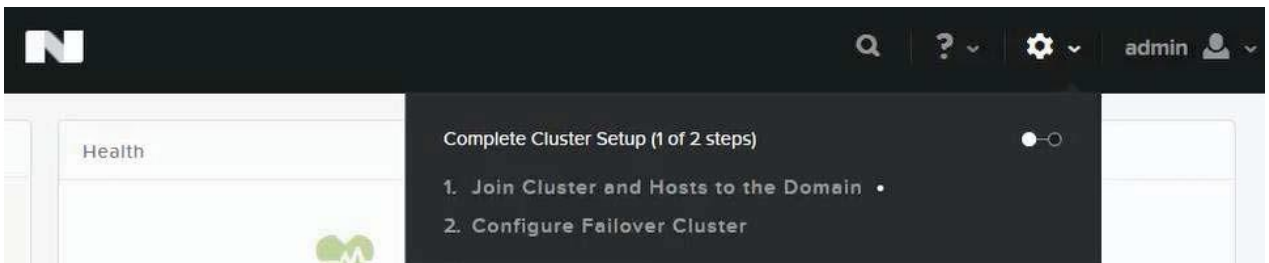 N
? admin
Health
Complete Cluster Setup (1 of 2 steps)
1. Join Cluster and Hosts to the Domain
2. Configure Failover Cluster